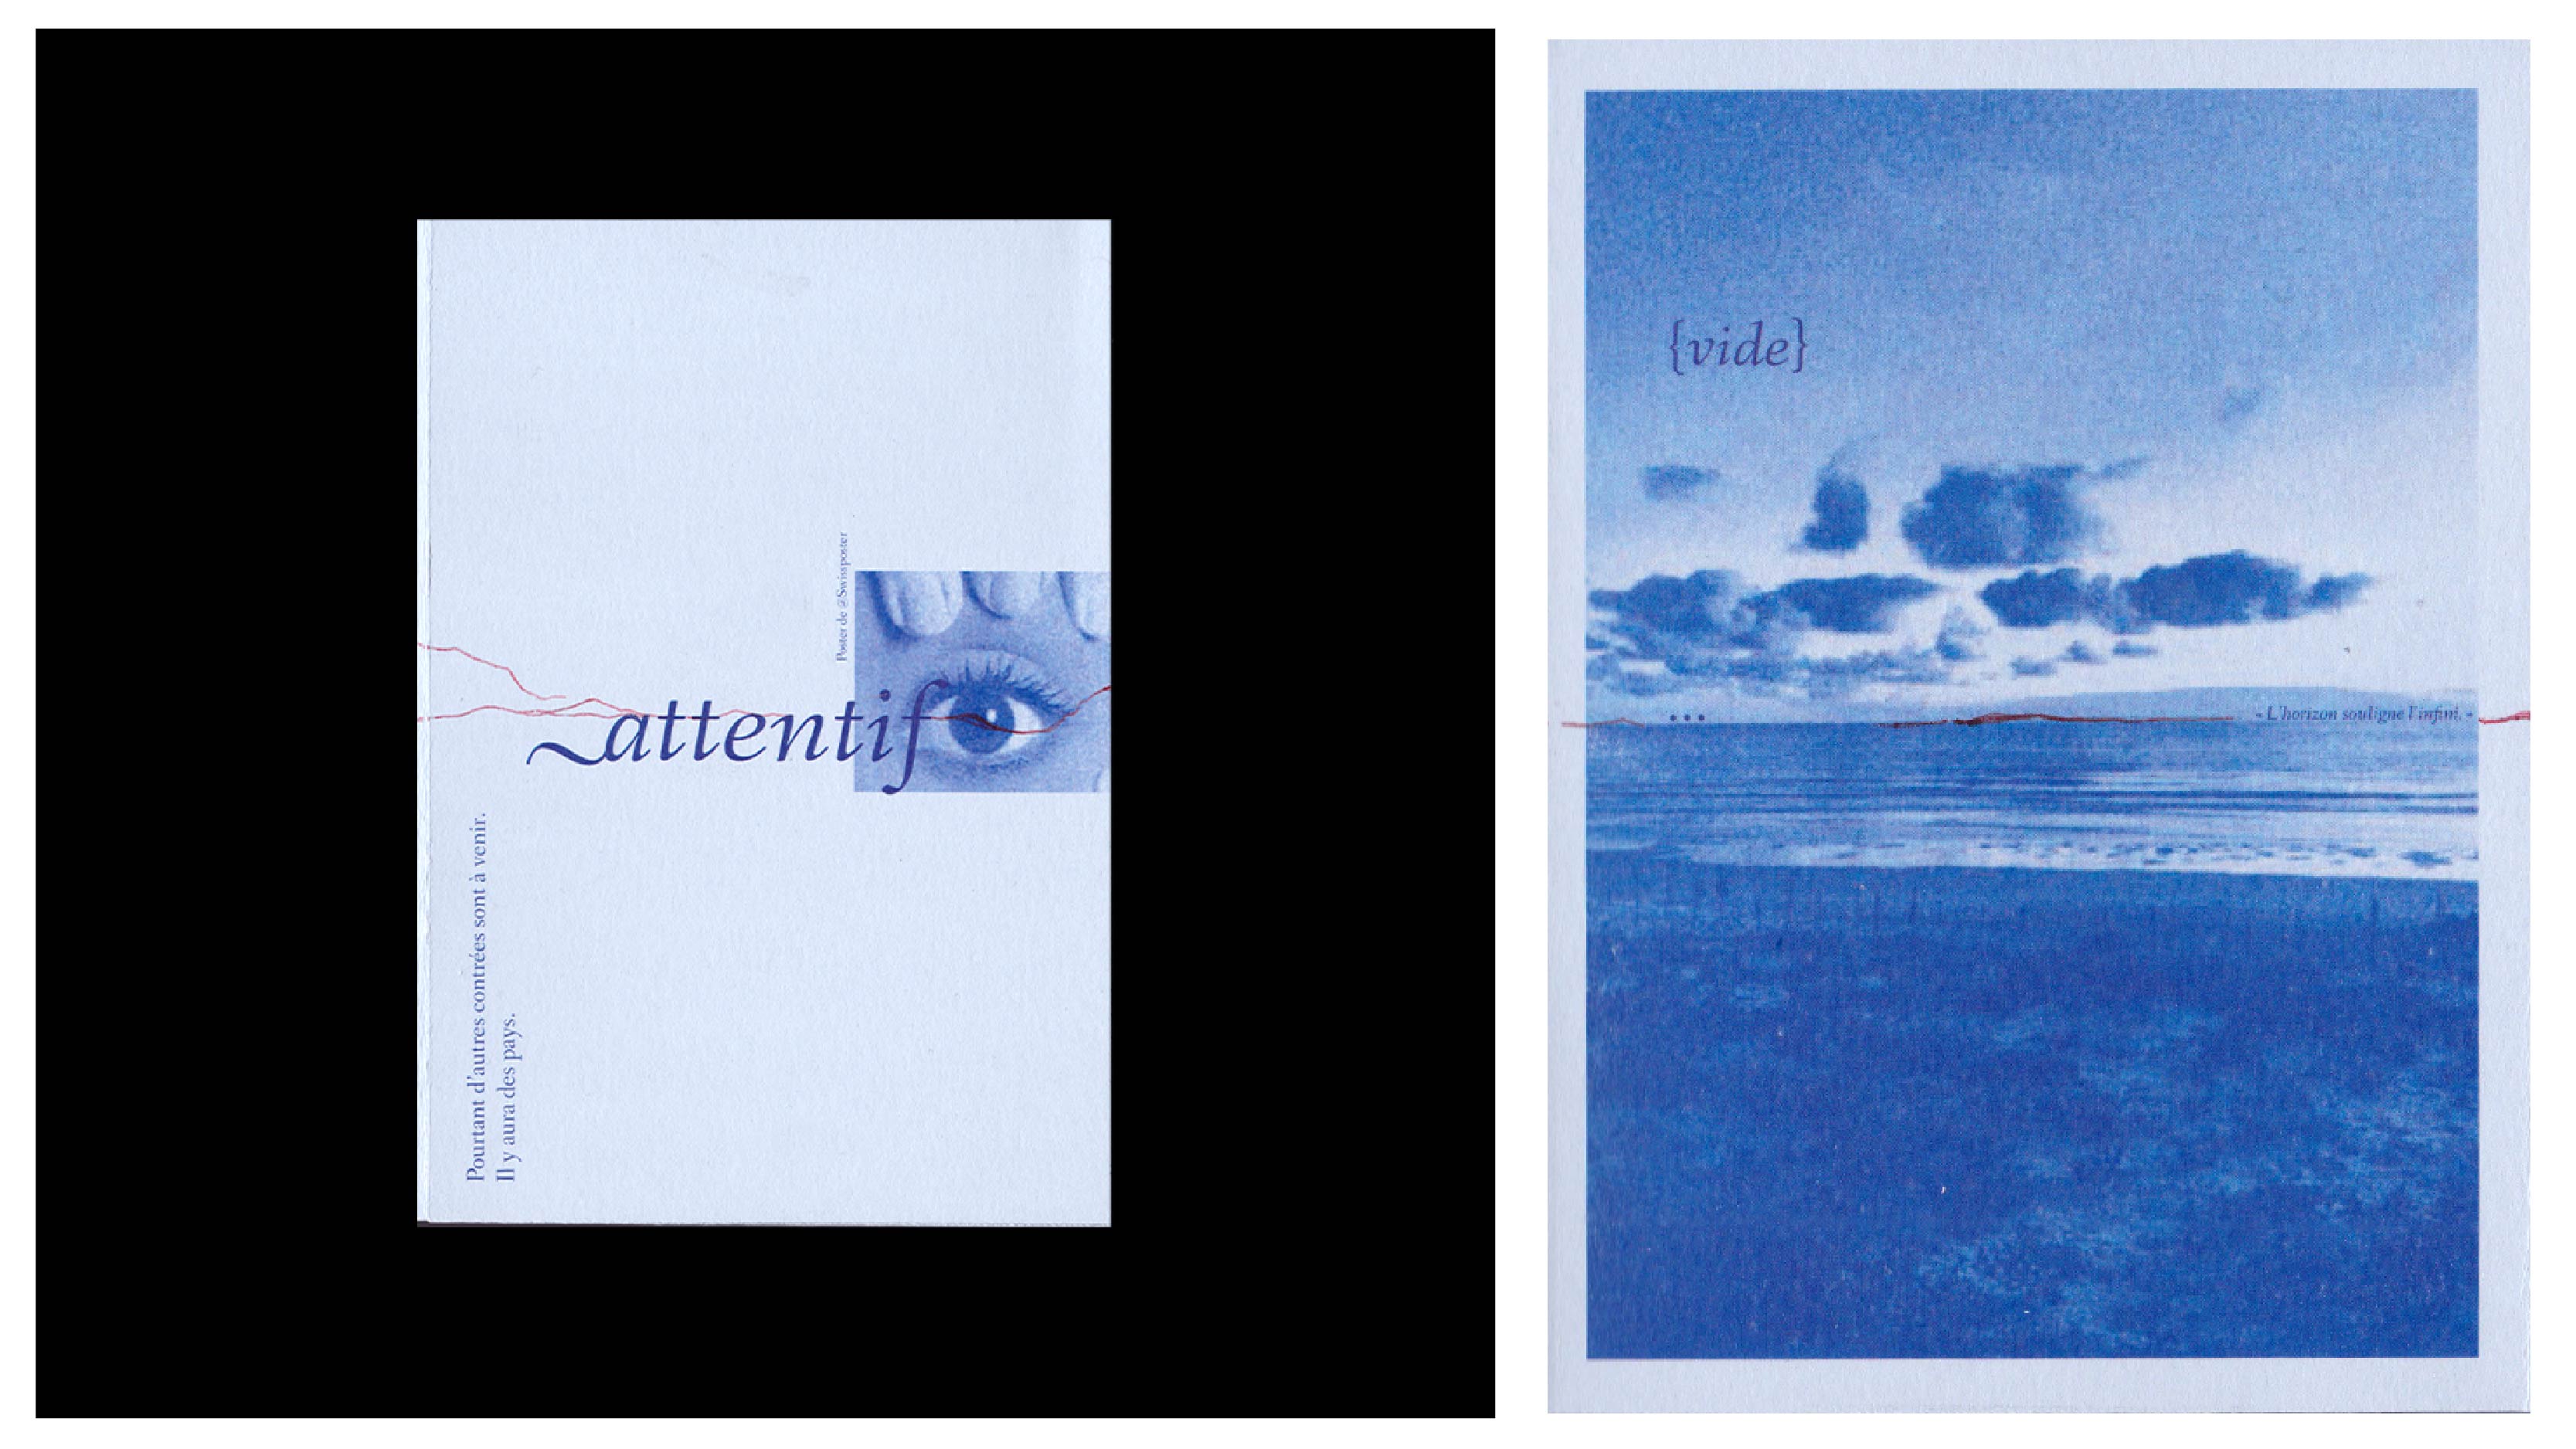 Poster de @Swissposter
attentif
Pourtant d'autres contrées sont à venir.
Il y aura des pays.
{vide}
...
« L'horizon souligne l'infini. »